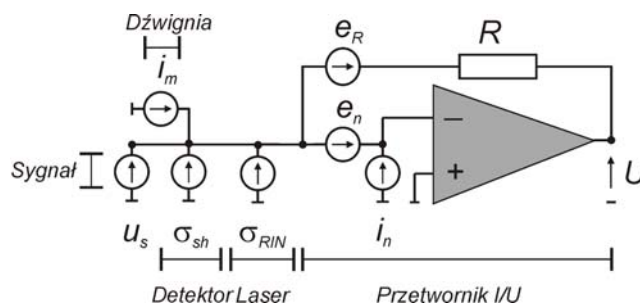 Dźwignia
i_m
e_R
R
e_n
−
+
Sygnał
U
−
u_s
σ_sh
σ_RIN
i_n
Detektor Laser
Przetwornik I/U